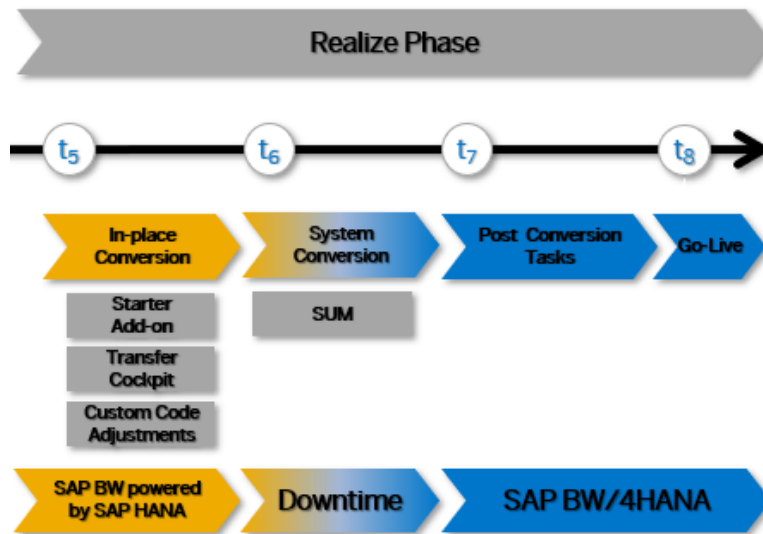 Realize Phase
t5 t6 t7 t8
In-place
Conversion
System
Conversion
Post Conversion
Tasks
Go-Live
Starter
Add-on
SUM
Transfer
Cockpit
Custom Code
Adjustments
SAP BW powered
by SAP HANA
Downtime
SAP BW/4HANA